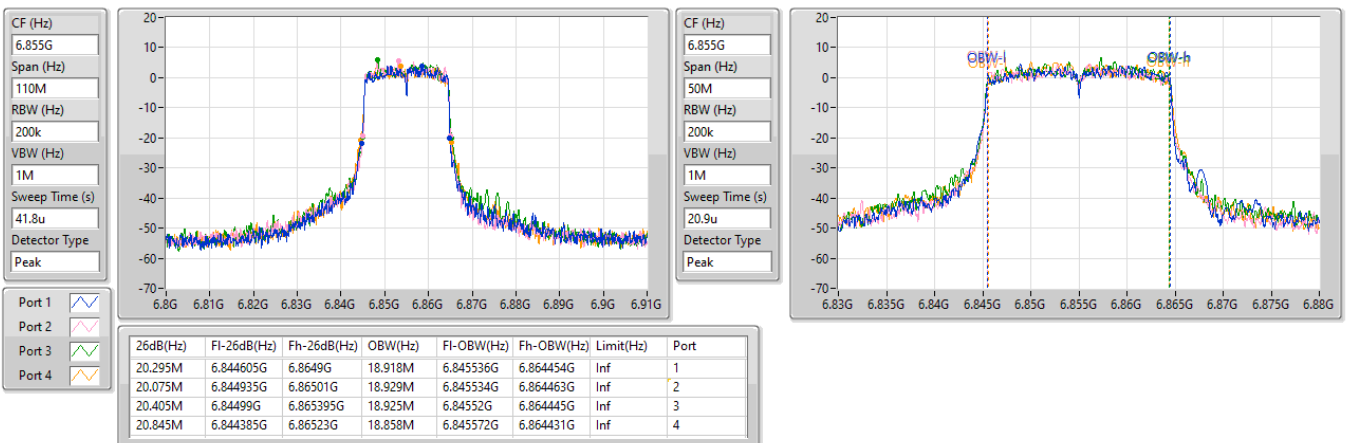 CF (Hz)
6.855G
Span (Hz)
110M
RBW (Hz)
200k
VBW (Hz)
1M
Sweep Time (s)
41.8u
Detector Type
Peak
20-
10-
0-
-10-
-20-
-30-
-40-
-50-
-60-
-70-
6.8G 6.81G 6.82G 6.83G 6.84G 6.85G 6.86G 6.87G 6.88G 6.89G 6.9G 6.91G
CF (Hz)
6.855G
Span (Hz)
50M
RBW (Hz)
200k
VBW (Hz)
1M
Sweep Time (s)
20.9u
Detector Type
Peak
20-
10-
0-
-10-
-20-
-30-
-40-
-50-
-60-
-70-
OBW-l OBW-h
6.83G 6.835G 6.84G 6.845G 6.85G 6.855G 6.86G 6.865G 6.87G 6.875G 6.88G
Port 1
Port 2
Port 3
Port 4
26dB(Hz) Fl-26dB(Hz) Fh-26dB(Hz) OBW(Hz) Fl-OBW(Hz) Fh-OBW(Hz) Limit(Hz) Port
20.295M 6.844605G 6.8649G 18.918M 6.845536G 6.864454G Inf 1
20.075M 6.844935G 6.86501G 18.929M 6.845534G 6.864463G Inf 2
20.405M 6.84499G 6.865395G 18.925M 6.84552G 6.864445G Inf 3
20.845M 6.844385G 6.86523G 18.858M 6.845572G 6.864431G Inf 4